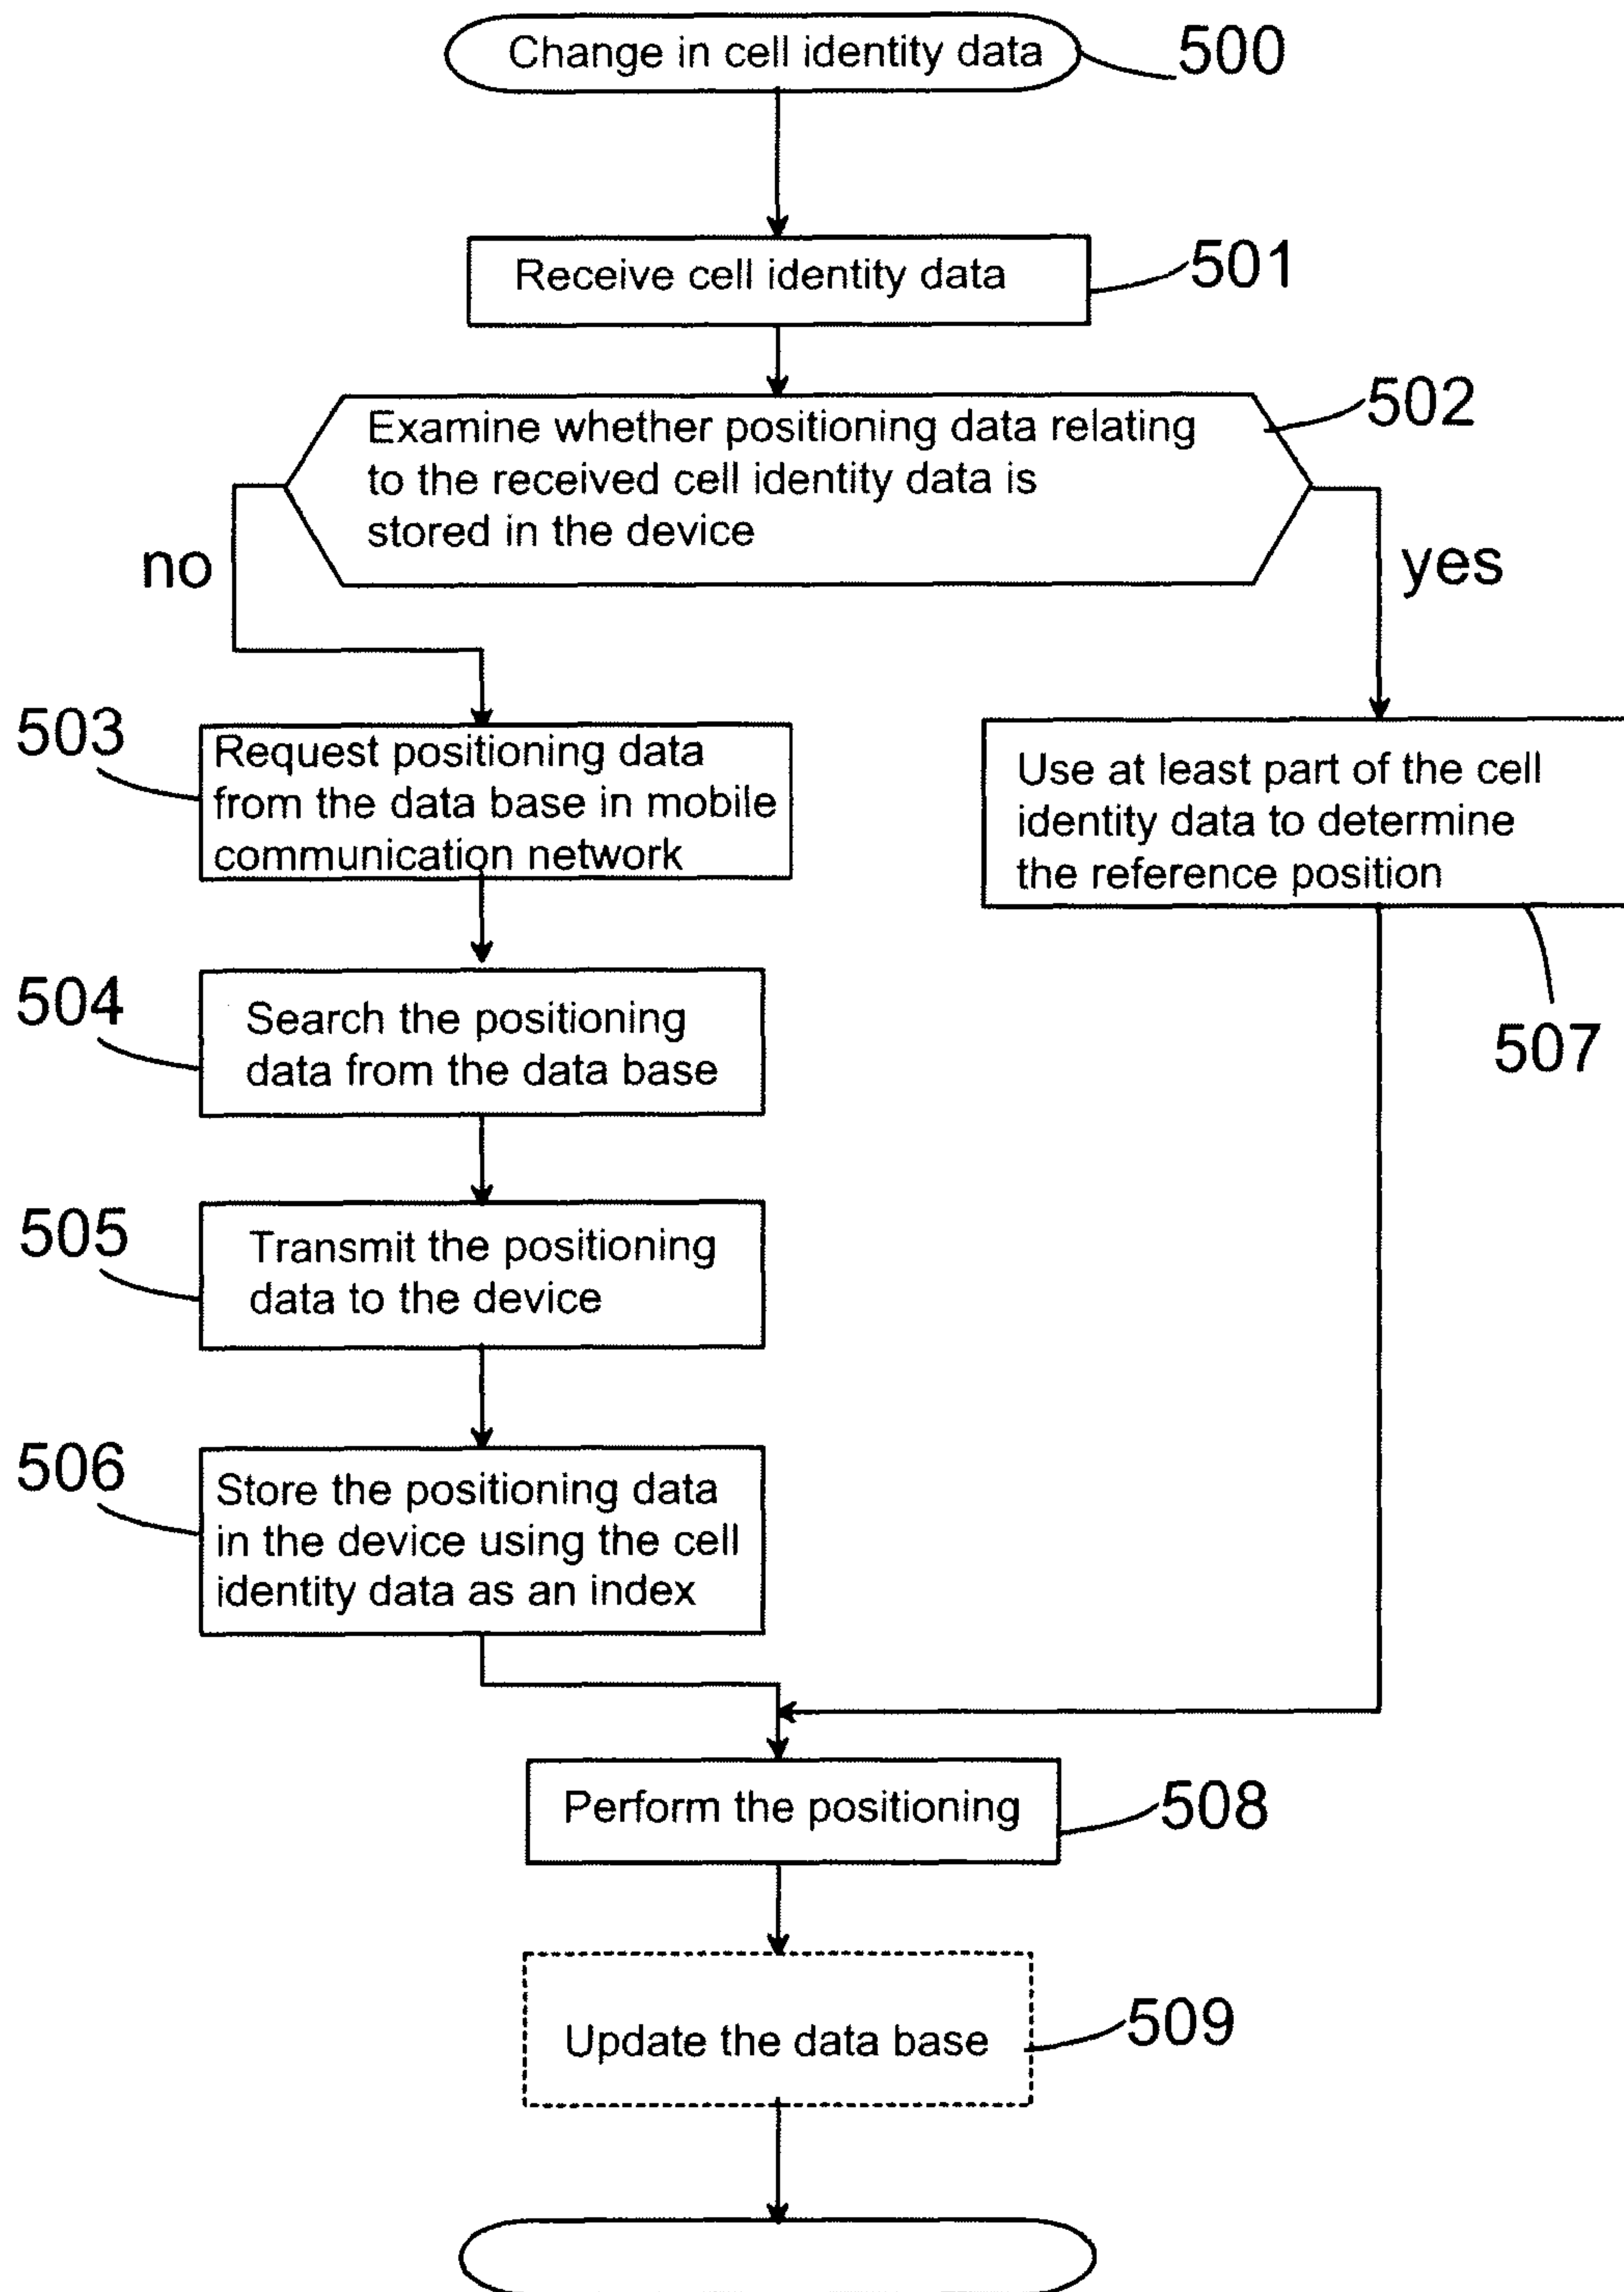 Change in cell identity data
500
Receive cell identity data
501
Examine whether positioning data relating
to the received cell identity data is
stored in the device
502
no
yes
503
Request positioning data
from the data base in mobile
communication network
Use at least part of the cell
identity data to determine
the reference position
507
504
Search the positioning
data from the data base
505
Transmit the positioning
data to the device
506
Store the positioning data
in the device using the cell
identity data as an index
Perform the positioning
508
Update the data base
509